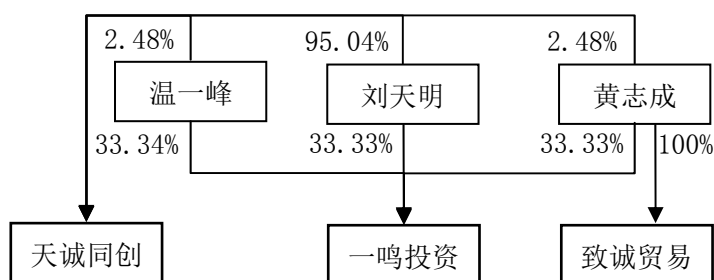 2.48% 95.04% 2.48%
温一峰 刘天明 黄志成
33.34% 33.33% 33.33% 100%
天诚同创 一鸣投资 致诚贸易